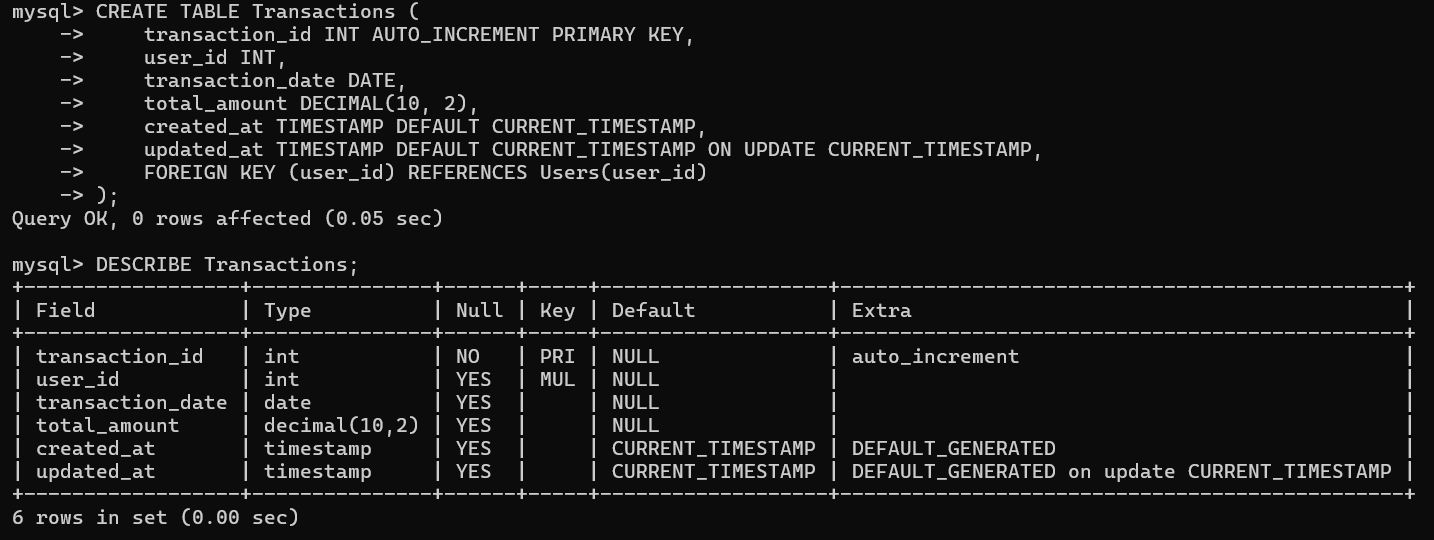 mysql> CREATE TABLE Transactions (
    ->     transaction_id INT AUTO_INCREMENT PRIMARY KEY,
    ->     user_id INT,
    ->     transaction_date DATE,
    ->     total_amount DECIMAL(10, 2),
    ->     created_at TIMESTAMP DEFAULT CURRENT_TIMESTAMP,
    ->     updated_at TIMESTAMP DEFAULT CURRENT_TIMESTAMP ON UPDATE CURRENT_TIMESTAMP,
    ->     FOREIGN KEY (user_id) REFERENCES Users(user_id)
    -> );
Query OK, 0 rows affected (0.05 sec)

mysql> DESCRIBE Transactions;
+------------------+---------------+------+-----+-------------------+-----------------------------------------------+
| Field            | Type          | Null | Key | Default           | Extra                                         |
+------------------+---------------+------+-----+-------------------+-----------------------------------------------+
| transaction_id   | int           | NO   | PRI | NULL              | auto_increment                                |
| user_id          | int           | YES  | MUL | NULL              |                                               |
| transaction_date | date          | YES  |     | NULL              |                                               |
| total_amount     | decimal(10,2) | YES  |     | NULL              |                                               |
| created_at       | timestamp     | YES  |     | CURRENT_TIMESTAMP | DEFAULT_GENERATED                             |
| updated_at       | timestamp     | YES  |     | CURRENT_TIMESTAMP | DEFAULT_GENERATED on update CURRENT_TIMESTAMP |
+------------------+---------------+------+-----+-------------------+-----------------------------------------------+
6 rows in set (0.00 sec)